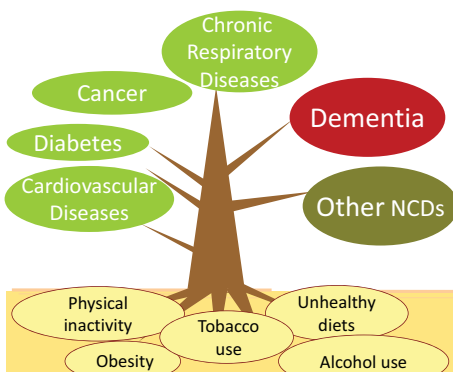 Chronic
Respiratory
Diseases
Cancer
Dementia
Diabetes
Cardiovascular
Diseases
Other NCDs
Physical
inactivity
Unhealthy
diets
Tobacco
use
Obesity
Alcohol use